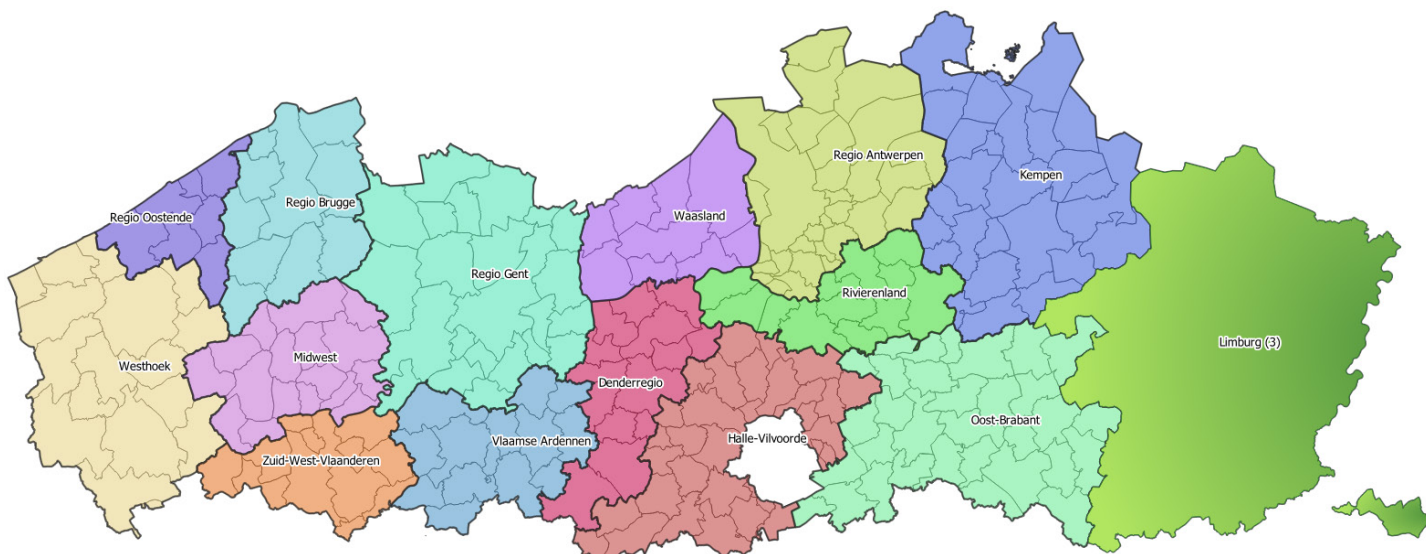 Regio Antwerpen
Kempen
Regio Brugge
Regio Oostende
Waasland
Regio Gent
Rivierenland
Limburg (3)
Midwest
Westhoek
Denderregio
Oost-Brabant
Vlaamse Ardennen
Halle-Vilvoorde
Zuid-West-Vlaanderen